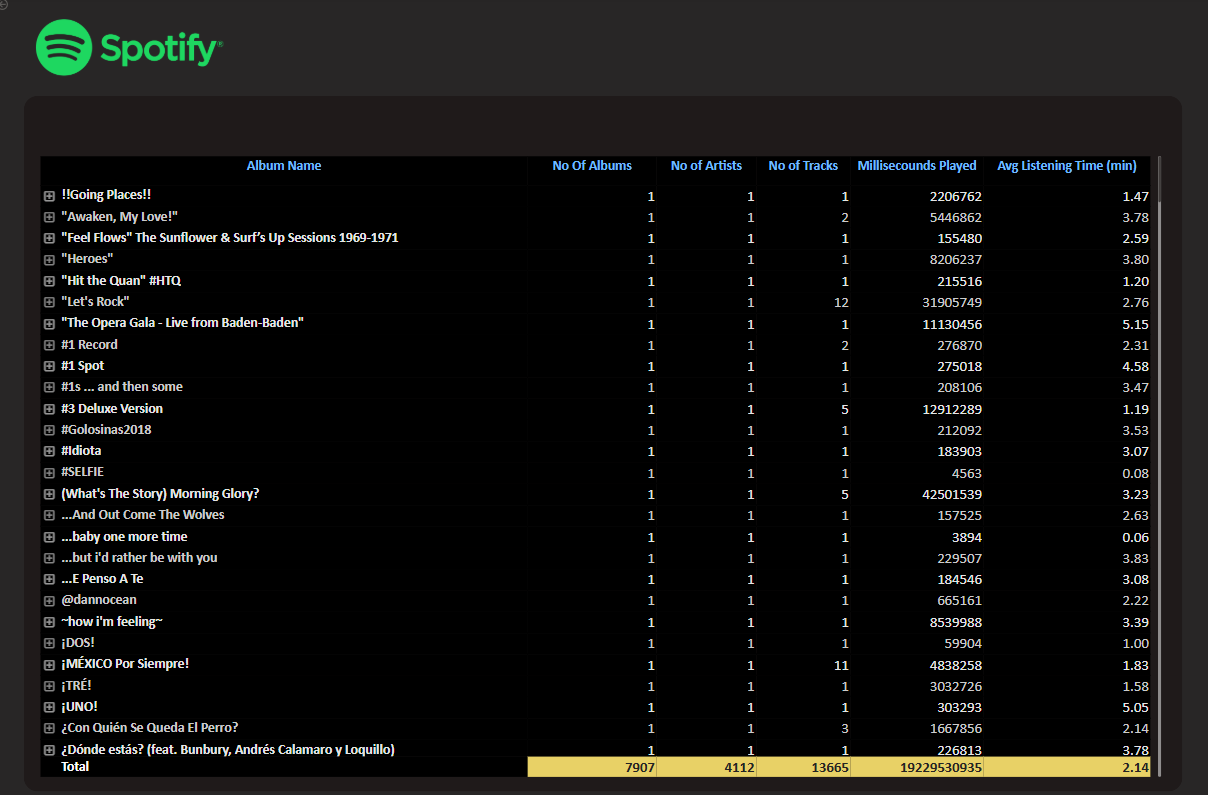 Spotify®
Album Name No Of Albums No of Artists No of Tracks Millisecounds Played Avg Listening Time (min)
!!Going Places!! 1 1 1 2206762 1.47
"Awaken, My Love!" 1 1 2 5446862 3.78
"Feel Flows" The Sunflower & Surf’s Up Sessions 1969-1971 1 1 1 155480 2.59
"Heroes" 1 1 1 8206237 3.80
"Hit the Quan" #HTQ 1 1 1 215516 1.20
"Let's Rock" 1 1 12 31905749 2.76
"The Opera Gala - Live from Baden-Baden" 1 1 1 11130456 5.15
#1 Record 1 1 2 276870 2.31
#1 Spot 1 1 1 275018 4.58
#1s ... and then some 1 1 1 208106 3.47
#3 Deluxe Version 1 1 5 12912289 1.19
#Golosinas2018 1 1 1 212092 3.53
#Idiota 1 1 1 183903 3.07
#SELFIE 1 1 1 4563 0.08
(What's The Story) Morning Glory? 1 1 5 42501539 3.23
...And Out Come The Wolves 1 1 1 157525 2.63
...baby one more time 1 1 1 3894 0.06
...but i'd rather be with you 1 1 1 229507 3.83
...E Penso A Te 1 1 1 184546 3.08
@dannocean 1 1 1 665161 2.22
~how i'm feeling~ 1 1 1 8539988 3.39
¡DOS! 1 1 1 59904 1.00
¡MÉXICO Por Siempre! 1 1 11 4838258 1.83
¡TRÉ! 1 1 1 3032726 1.58
¡UNO! 1 1 1 303293 5.05
¿Con Quién Se Queda El Perro? 1 1 3 1667856 2.14
¿Dónde estás? (feat. Bunbury, Andrés Calamaro y Loquillo) 1 1 1 226813 3.78
Total 7907 4112 13665 19229530935 2.14